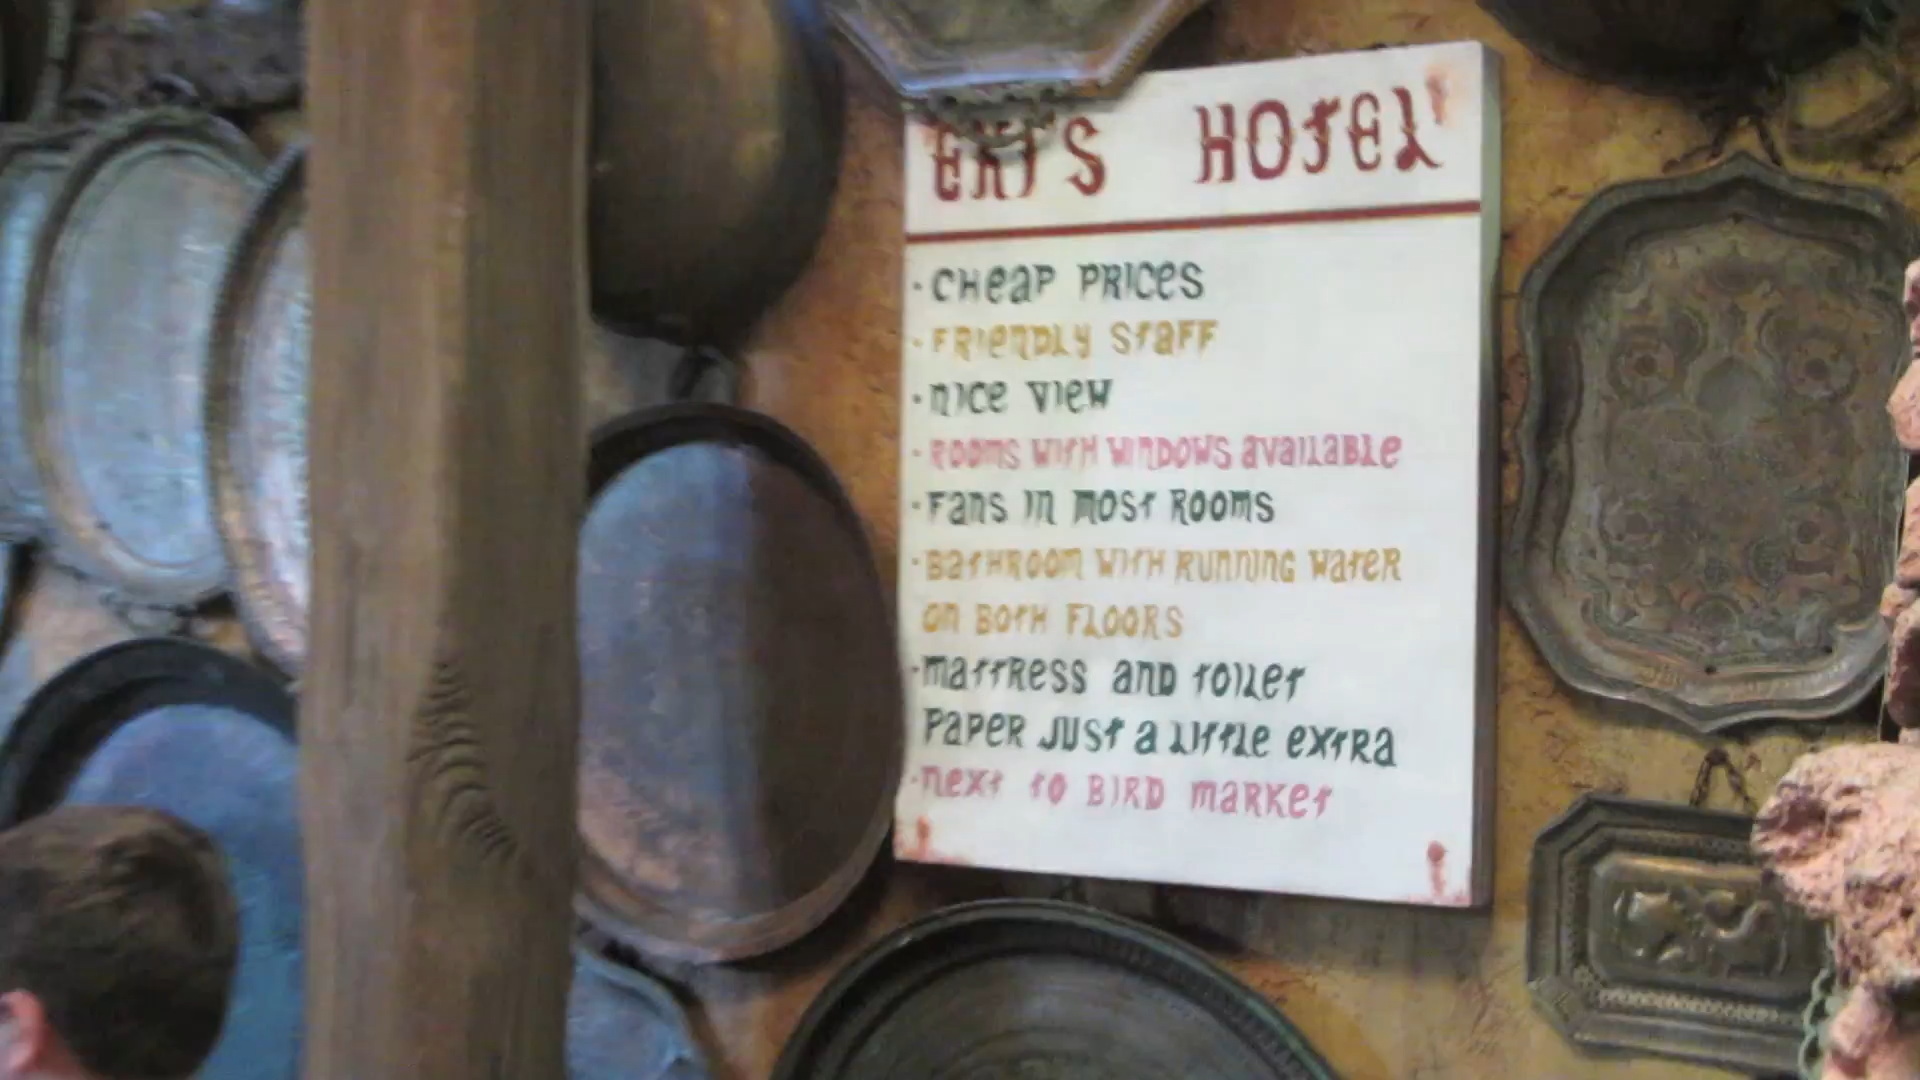 HOTEL
· CHEAP PRICES
· FRIENDLY STAFF
· NICE VIEW
· ROOMS WITH WINDOWS AVAILABLE
· FANS IN MOST ROOMS
· BATHROOM WITH RUNNING WATER
ON BOTH FLOORS
· MATTRESS AND TOILET
PAPER JUST A LITTLE EXTRA
· NEXT TO BIRD MARKET